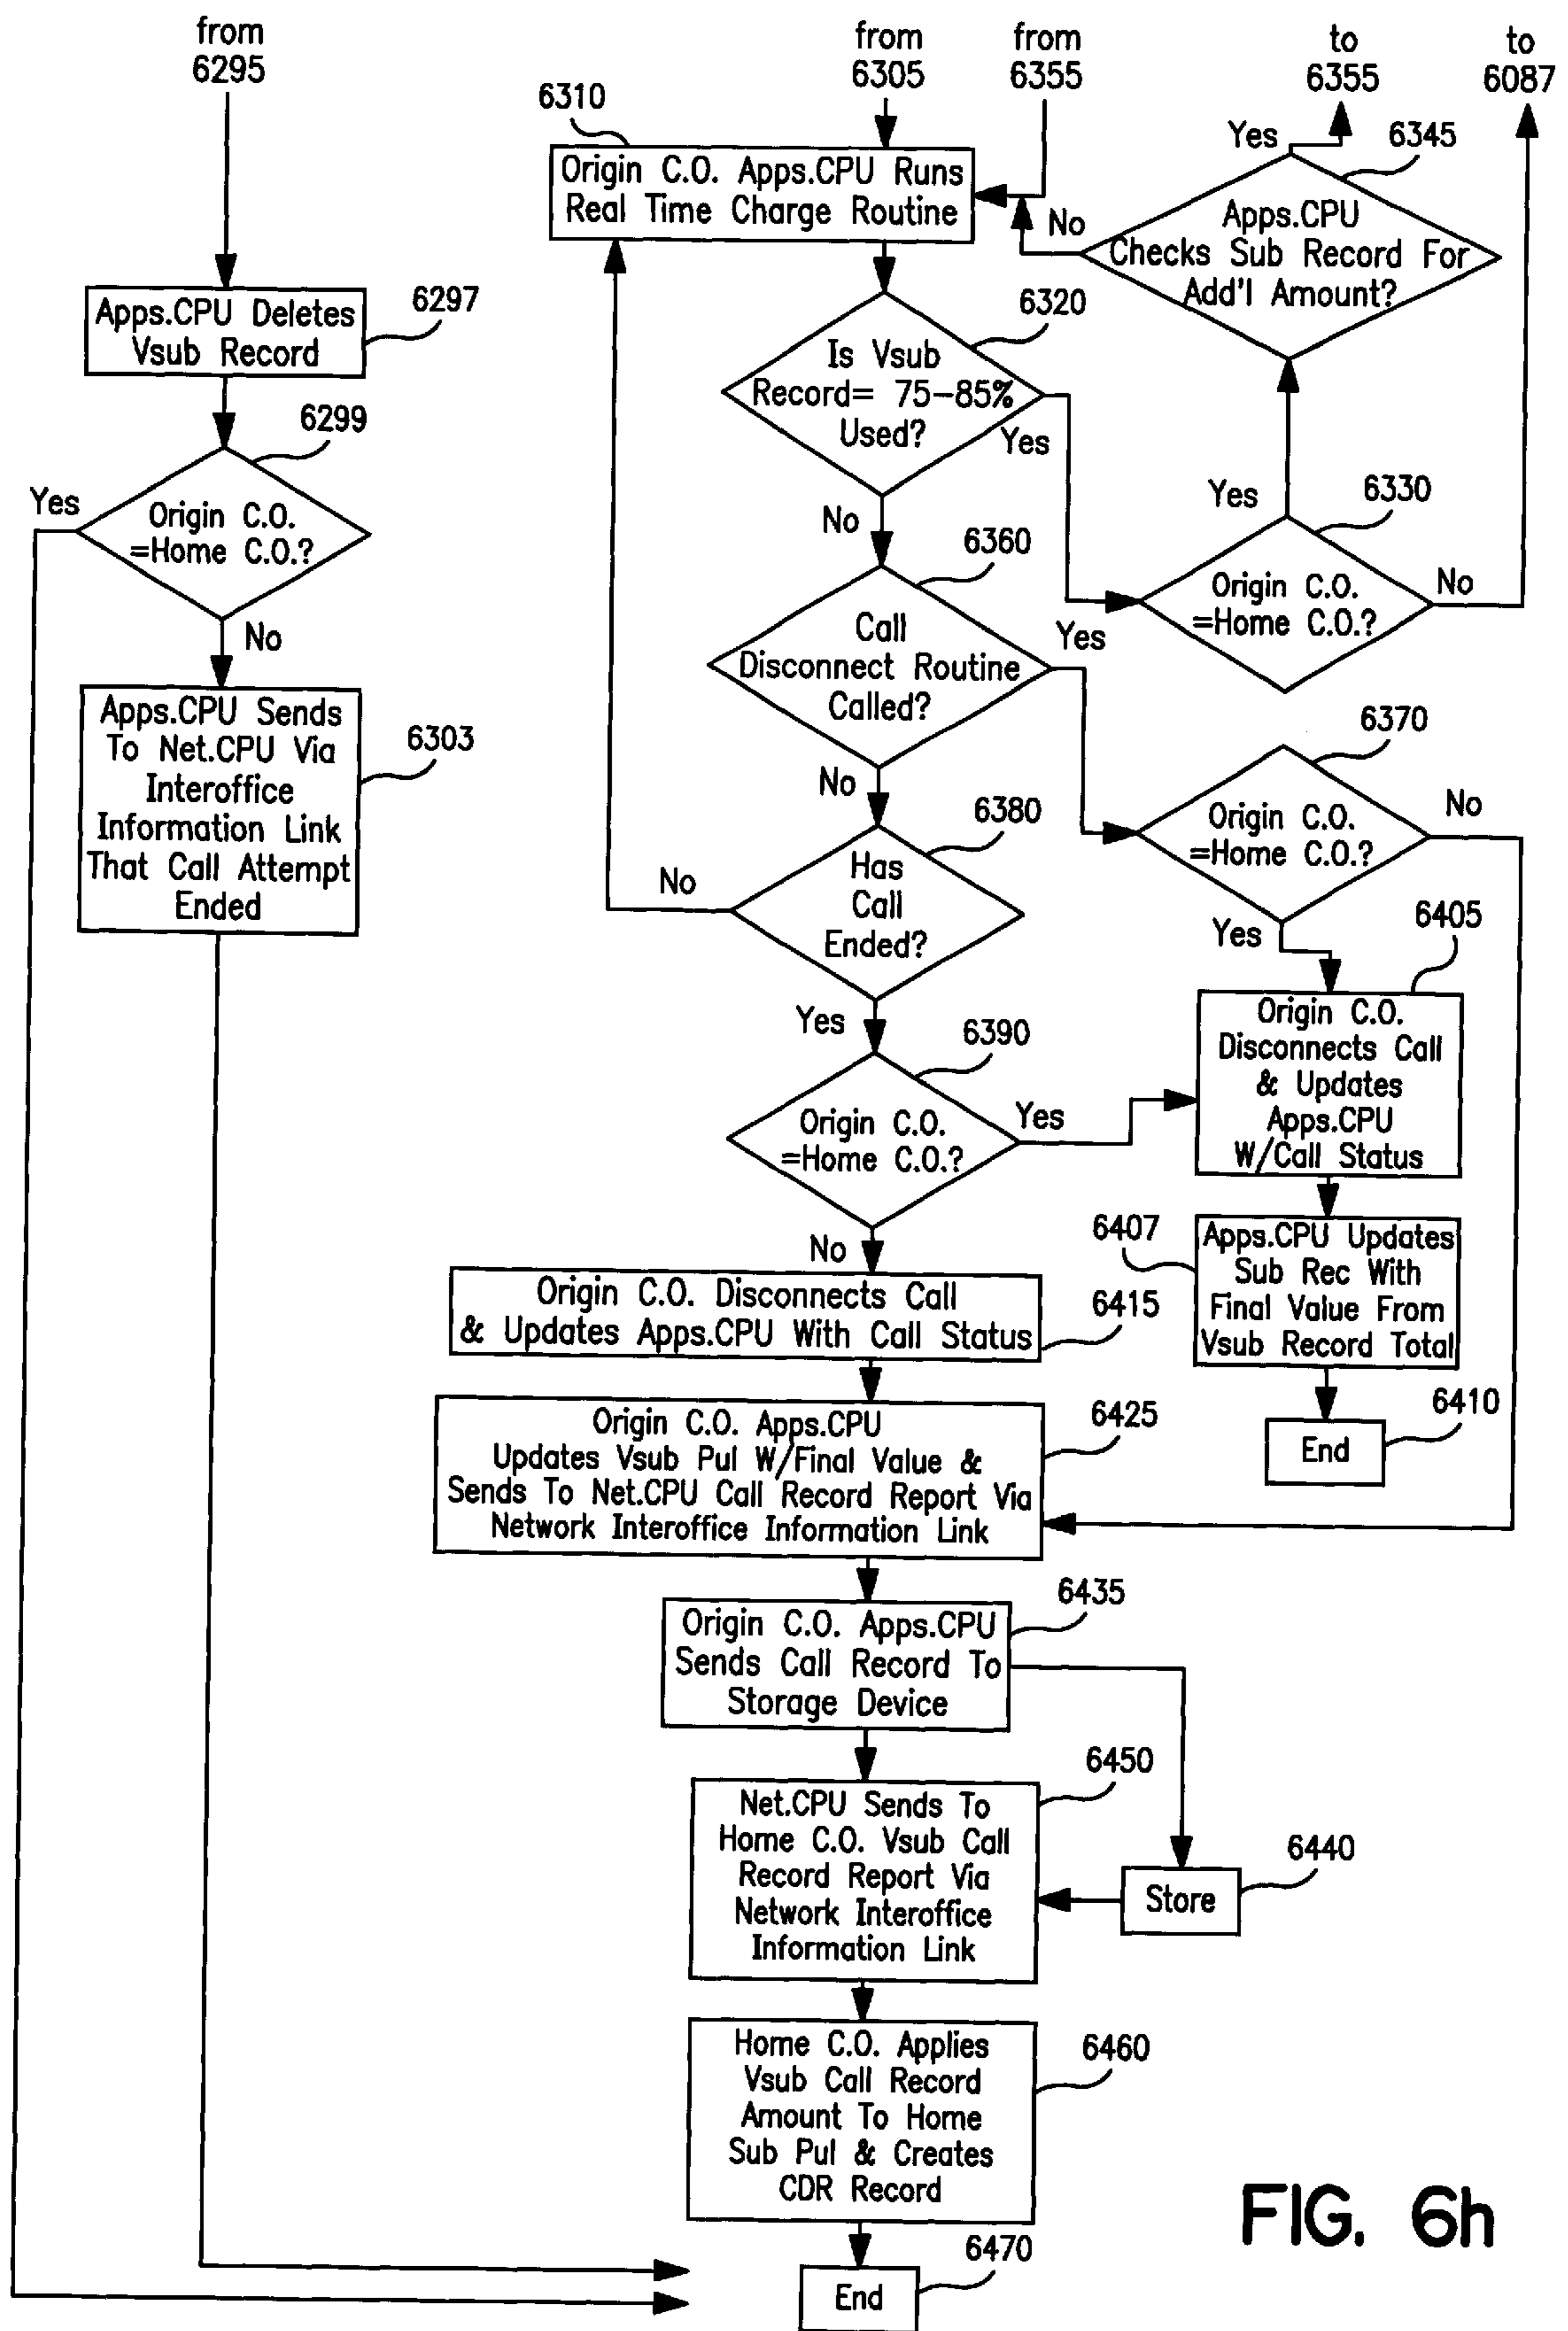 from
6295
from
6305
from
6355
to
6355
to
6087
6310
Origin C.O. Apps.CPU Runs
Real Time Charge Routine
Yes
6345
Apps.CPU
Checks Sub Record For
Add'l Amount?
No
Apps.CPU Deletes
Vsub Record
6297
6320
Is Vsub
Record= 75-85%
Used?
Yes
No
6299
Yes
Origin C.O.
=Home C.O.?
No
Yes
6330
Origin C.O.
=Home C.O.?
No
6360
Call
Disconnect Routine
Called?
Yes
No
Apps.CPU Sends
To Net.CPU Via
Interoffice
Information Link
That Call Attempt
Ended
6303
6370
Origin C.O.
=Home C.O.?
No
Yes
6380
Has
Call
Ended?
No
Yes
6405
Origin C.O.
Disconnects Call
& Updates
Apps.CPU
W/Call Status
6390
Origin C.O.
=Home C.O.?
Yes
No
6407
Apps.CPU Updates
Sub Rec With
Final Value From
Vsub Record Total
Origin C.O. Disconnects Call
& Updates Apps.CPU With Call Status
6415
6410
End
Origin C.O. Apps.CPU
Updates Vsub Pul W/Final Value &
Sends To Net.CPU Call Record Report Via
Network Interoffice Information Link
6425
6435
Origin C.O. Apps.CPU
Sends Call Record To
Storage Device
6450
Net.CPU Sends To
Home C.O. Vsub Call
Record Report Via
Network Interoffice
Information Link
6440
Store
Home C.O. Applies
Vsub Call Record
Amount To Home
Sub Pul & Creates
CDR Record
6460
6470
End
FIG. 6h